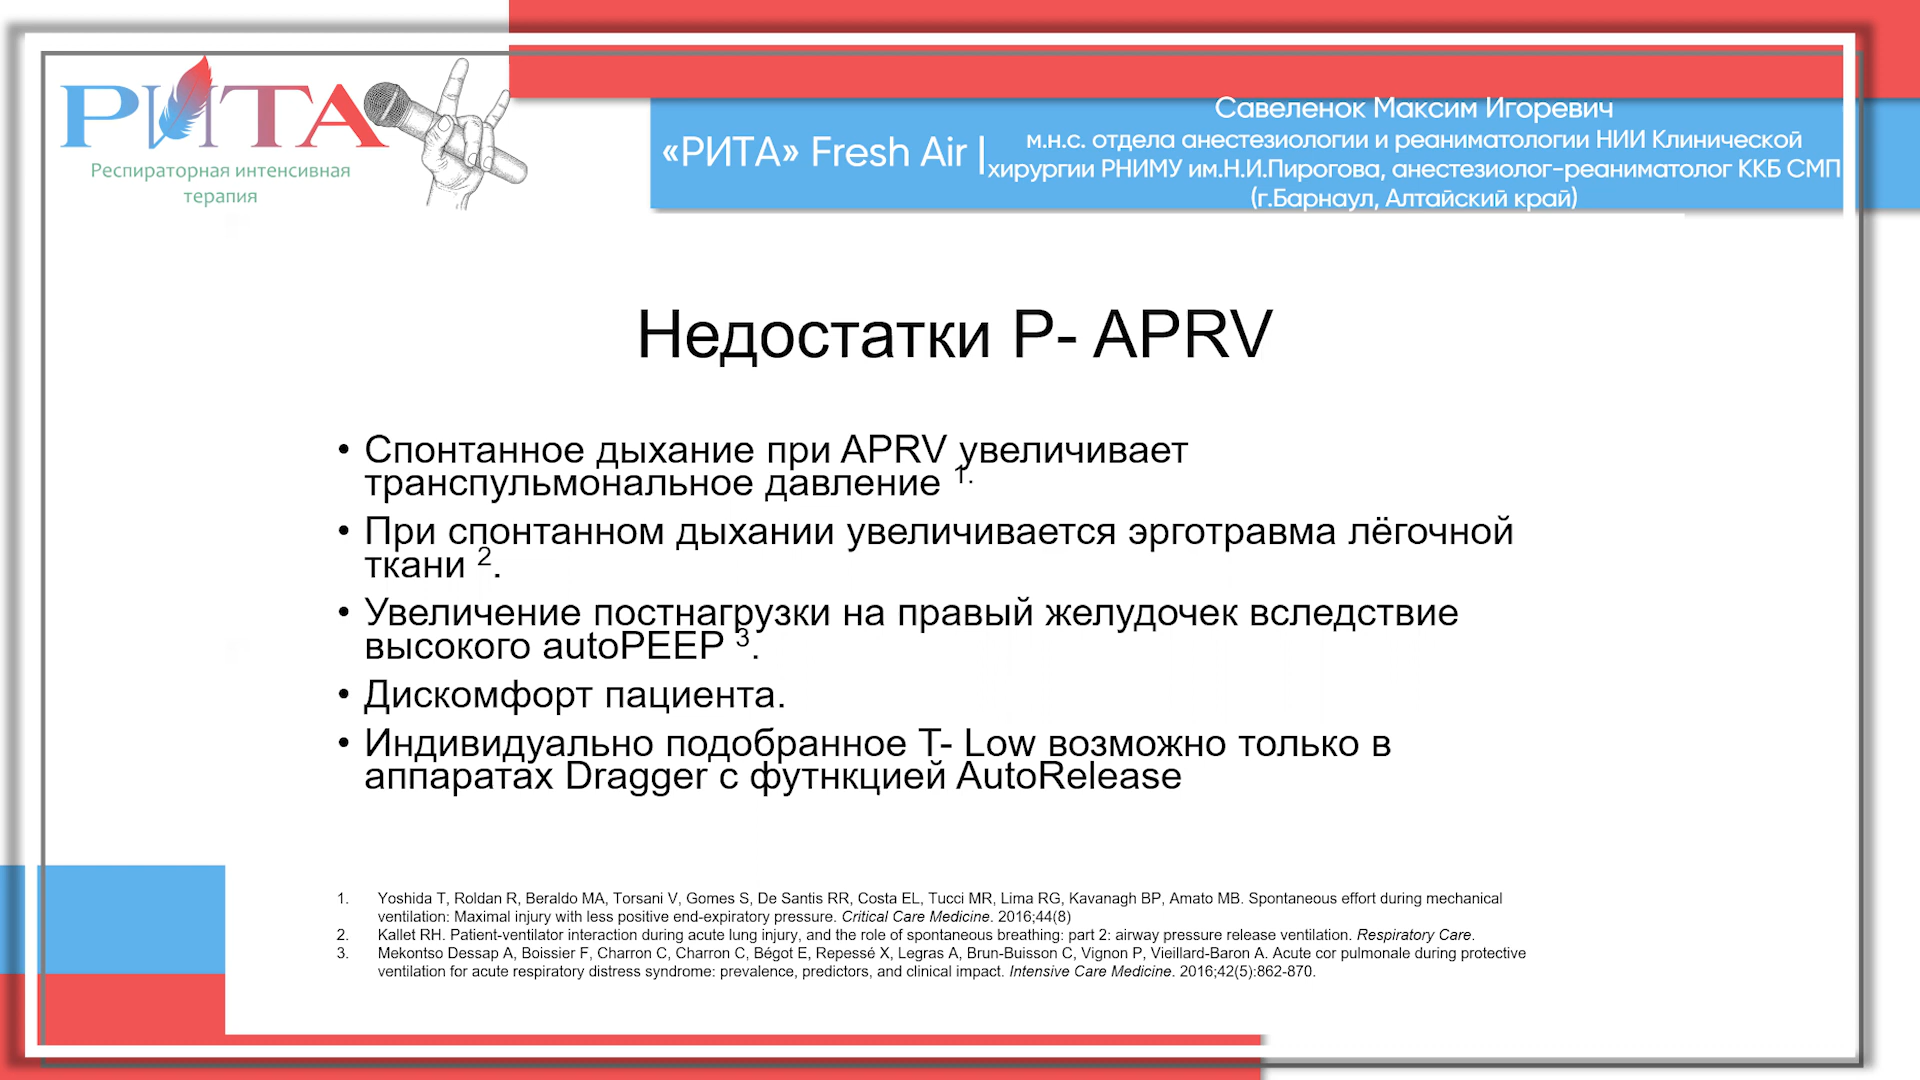 РИТА
Респираторная интенсивная
терапия
«РИТА» Fresh Air |
Савеленок Максим Игоревич
м.н.с. отдела анестезиологии и реаниматологии НИИ Клинической
хирургии РНИМУ им.Н.И.Пирогова, анестезиолог-реаниматолог ККБ СМП
(г.Барнаул, Алтайский край)
Недостатки P- APRV
• Спонтанное дыхание при APRV увеличивает
транспульмональное давление 1.
• При спонтанном дыхании увеличивается эрготравма лёгочной
ткани 2.
• Увеличение постнагрузки на правый желудочек вследствие
высокого autoPEEP 3.
• Дискомфорт пациента.
• Индивидуально подобранное T- Low возможно только в
аппаратах Dragger с футнкцией AutoRelease
1. Yoshida T, Roldan R, Beraldo MA, Torsani V, Gomes S, De Santis RR, Costa EL, Tucci MR, Lima RG, Kavanagh BP, Amato MB. Spontaneous effort during mechanical
ventilation: Maximal injury with less positive end-expiratory pressure. Critical Care Medicine. 2016;44(8)
2. Kallet RH. Patient-ventilator interaction during acute lung injury, and the role of spontaneous breathing: part 2: airway pressure release ventilation. Respiratory Care.
3. Mekontso Dessap A, Boissier F, Charron C, Charron C, Bégot E, Repessé X, Legras A, Brun-Buisson C, Vignon P, Vieillard-Baron A. Acute cor pulmonale during protective
ventilation for acute respiratory distress syndrome: prevalence, predictors, and clinical impact. Intensive Care Medicine. 2016;42(5):862-870.